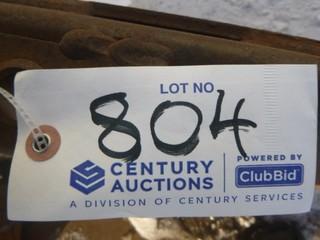 LOT NO
804
CENTURY AUCTIONS
POWERED BY
ClubBid
A DIVISION OF CENTURY SERVICES